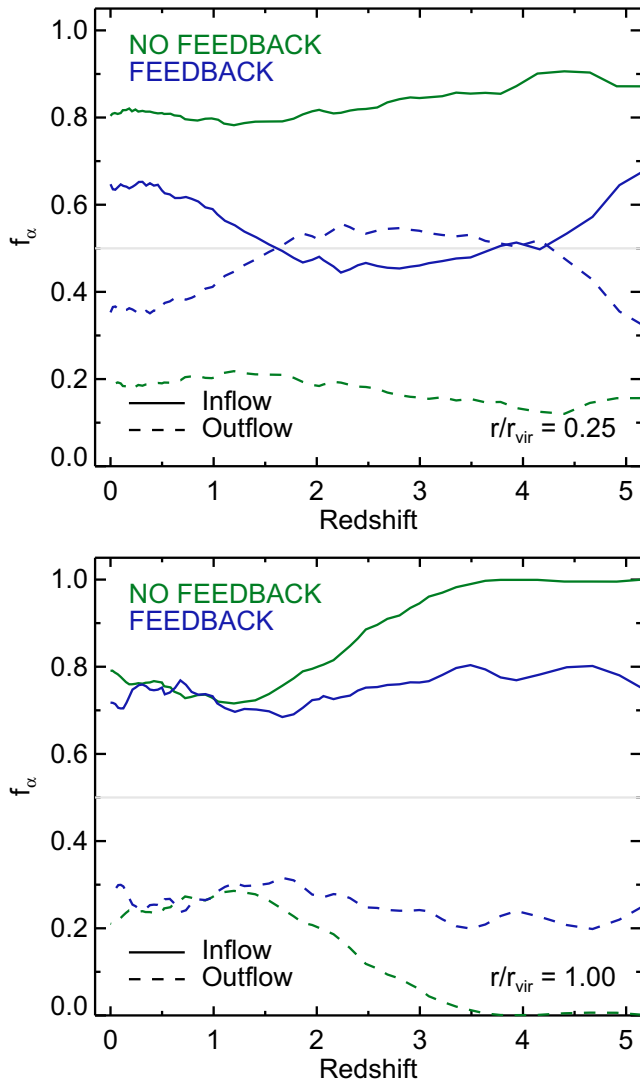 1.0
NO FEEDBACK
FEEDBACK
0.8
0.6
fα
0.4
0.2
Inflow
Outflow
r/rvir = 0.25
0.0
0 1 2 3 4 5
Redshift
1.0
NO FEEDBACK
FEEDBACK
0.8
0.6
fα
0.4
0.2
Inflow
Outflow
r/rvir = 1.00
0.0
0 1 2 3 4 5
Redshift